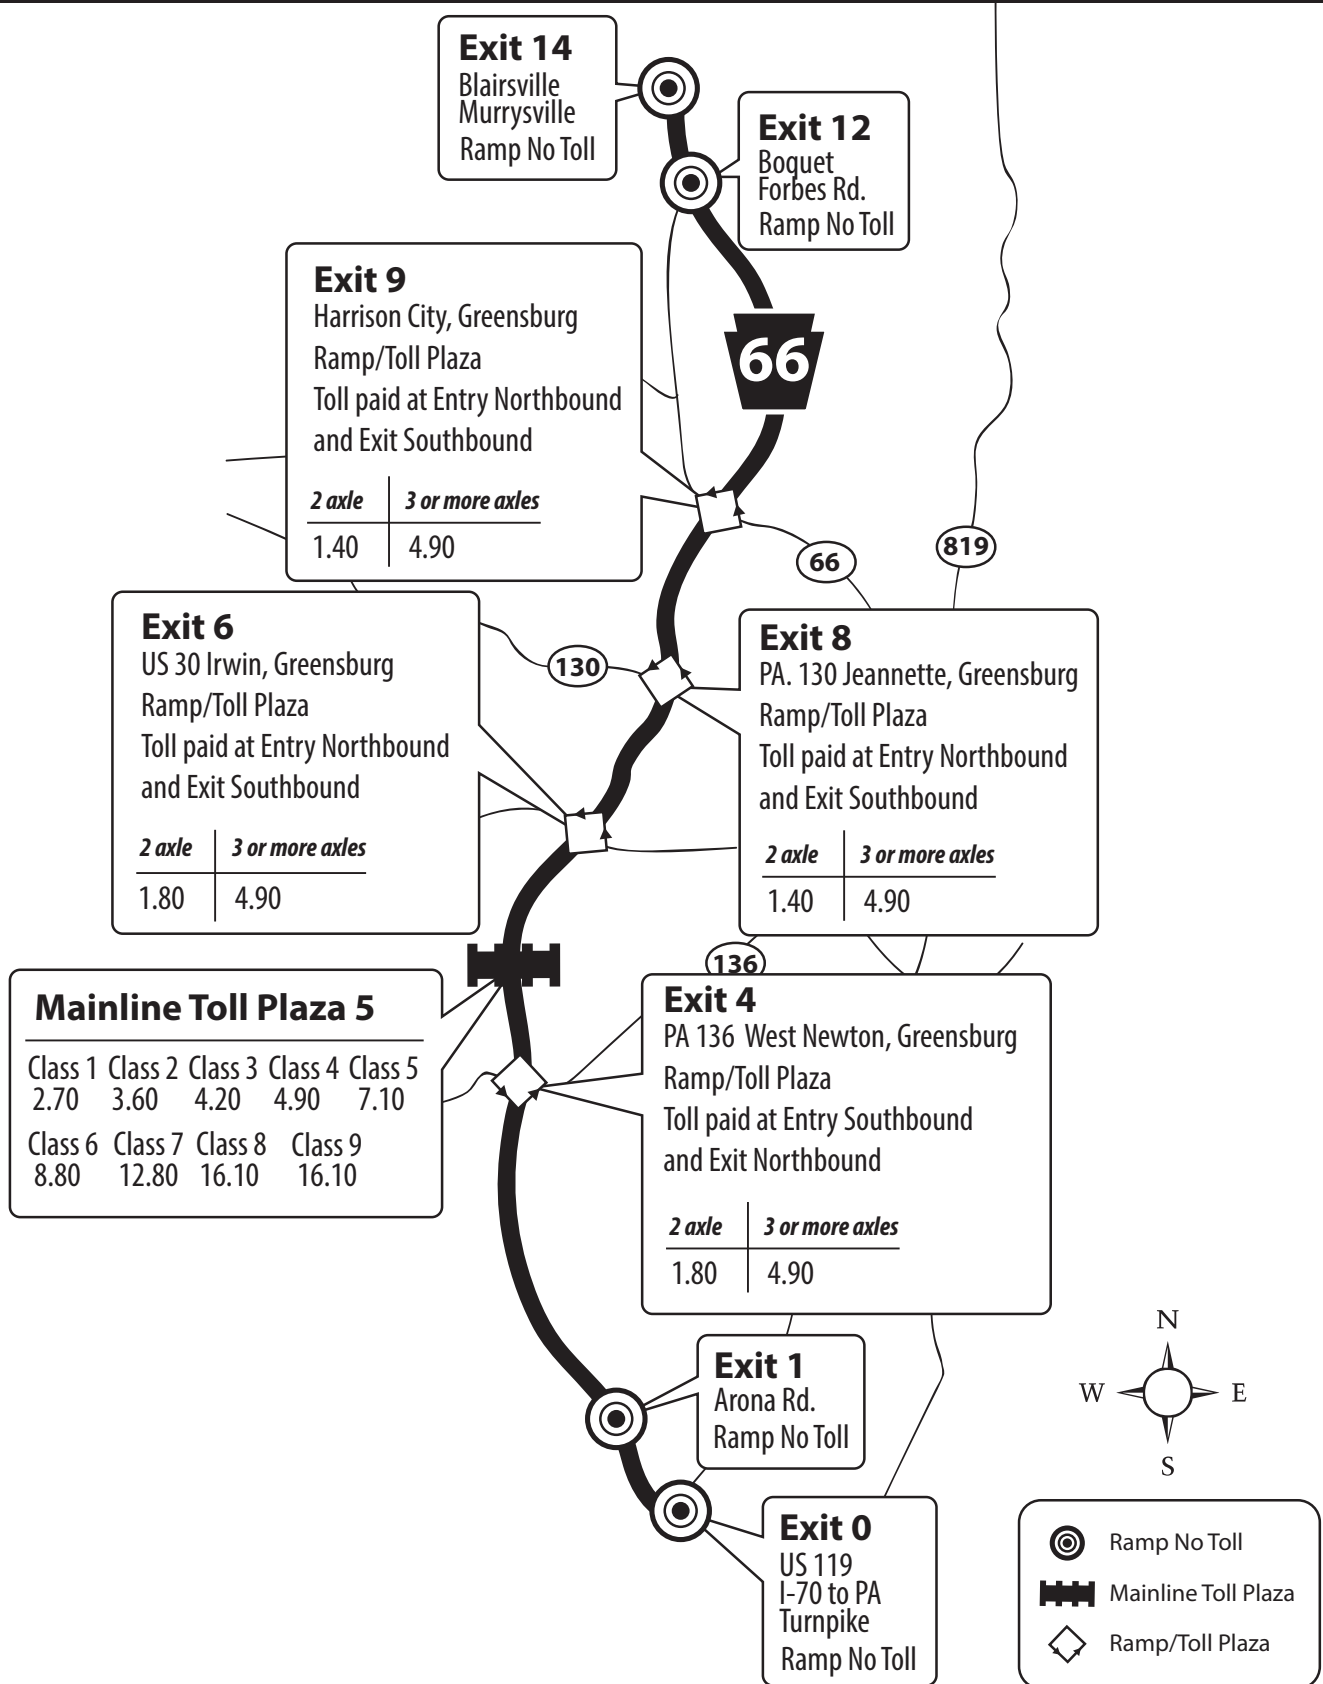 Exit 14
Blairsville
Murrysville
Ramp No Toll
Exit 12
Boquet
Forbes Rd.
Ramp No Toll
Exit 9
Harrison City, Greensburg
Ramp/Toll Plaza
Toll paid at Entry Northbound
and Exit Southbound
2 axle 3 or more axles
1.40 4.90
66
66
819
Exit 6
US 30 Irwin, Greensburg
Ramp/Toll Plaza
Toll paid at Entry Northbound
and Exit Southbound
2 axle 3 or more axles
1.80 4.90
130
Exit 8
PA. 130 Jeannette, Greensburg
Ramp/Toll Plaza
Toll paid at Entry Northbound
and Exit Southbound
2 axle 3 or more axles
1.40 4.90
136
Mainline Toll Plaza 5
Class 1 Class 2 Class 3 Class 4 Class 5
2.70 3.60 4.20 4.90 7.10
Class 6 Class 7 Class 8 Class 9
8.80 12.80 16.10 16.10
Exit 4
PA 136 West Newton, Greensburg
Ramp/Toll Plaza
Toll paid at Entry Southbound
and Exit Northbound
2 axle 3 or more axles
1.80 4.90
Exit 1
Arona Rd.
Ramp No Toll
Exit 0
US 119
I-70 to PA
Turnpike
Ramp No Toll
N
W E
S
Ramp No Toll
Mainline Toll Plaza
Ramp/Toll Plaza